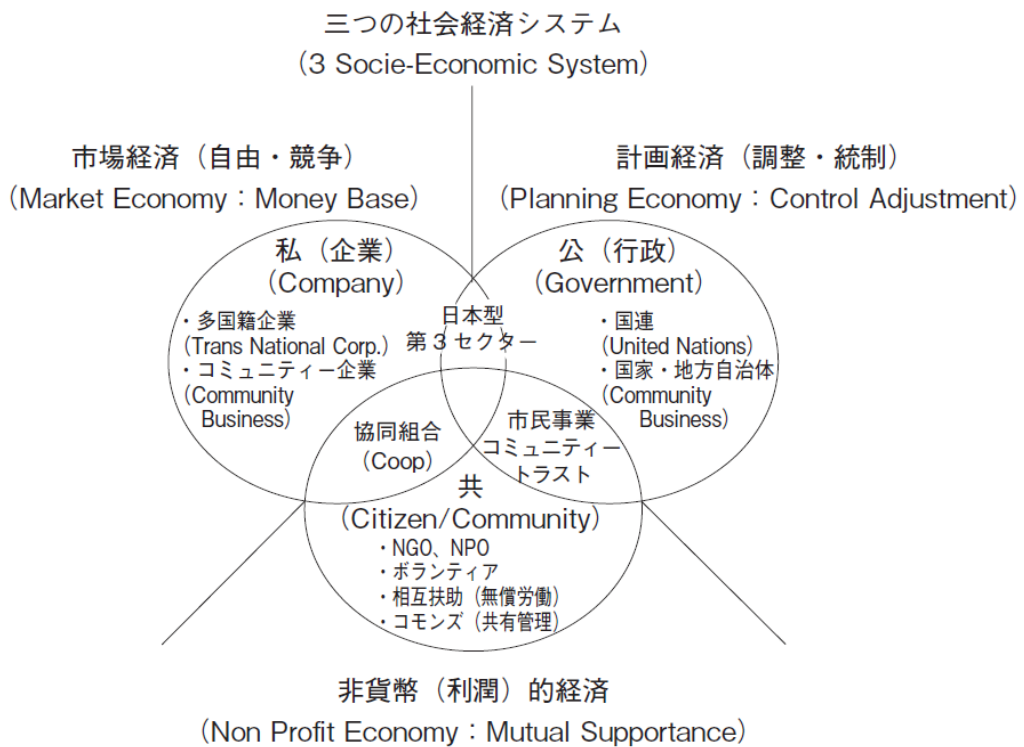 三つの社会経済システム
(3 Socie-Economic System)
市場経済（自由・競争）
(Market Economy：Money Base)
計画経済（調整・統制）
(Planning Economy：Control Adjustment)
私（企業）
(Company)
・多国籍企業
(Trans National Corp.)
・コミュニティー企業
(Community
Business)
公（行政）
(Government)
・国連
(United Nations)
・国家・地方自治体
(Community
Business)
日本型
第3セクター
協同組合
(Coop)
市民事業
コミュニティー
トラスト
共
(Citizen/Community)
・NGO、NPO
・ボランティア
・相互扶助（無償労働）
・コモンズ（共有管理）
非貨幣（利潤）的経済
(Non Profit Economy：Mutual Supportance)